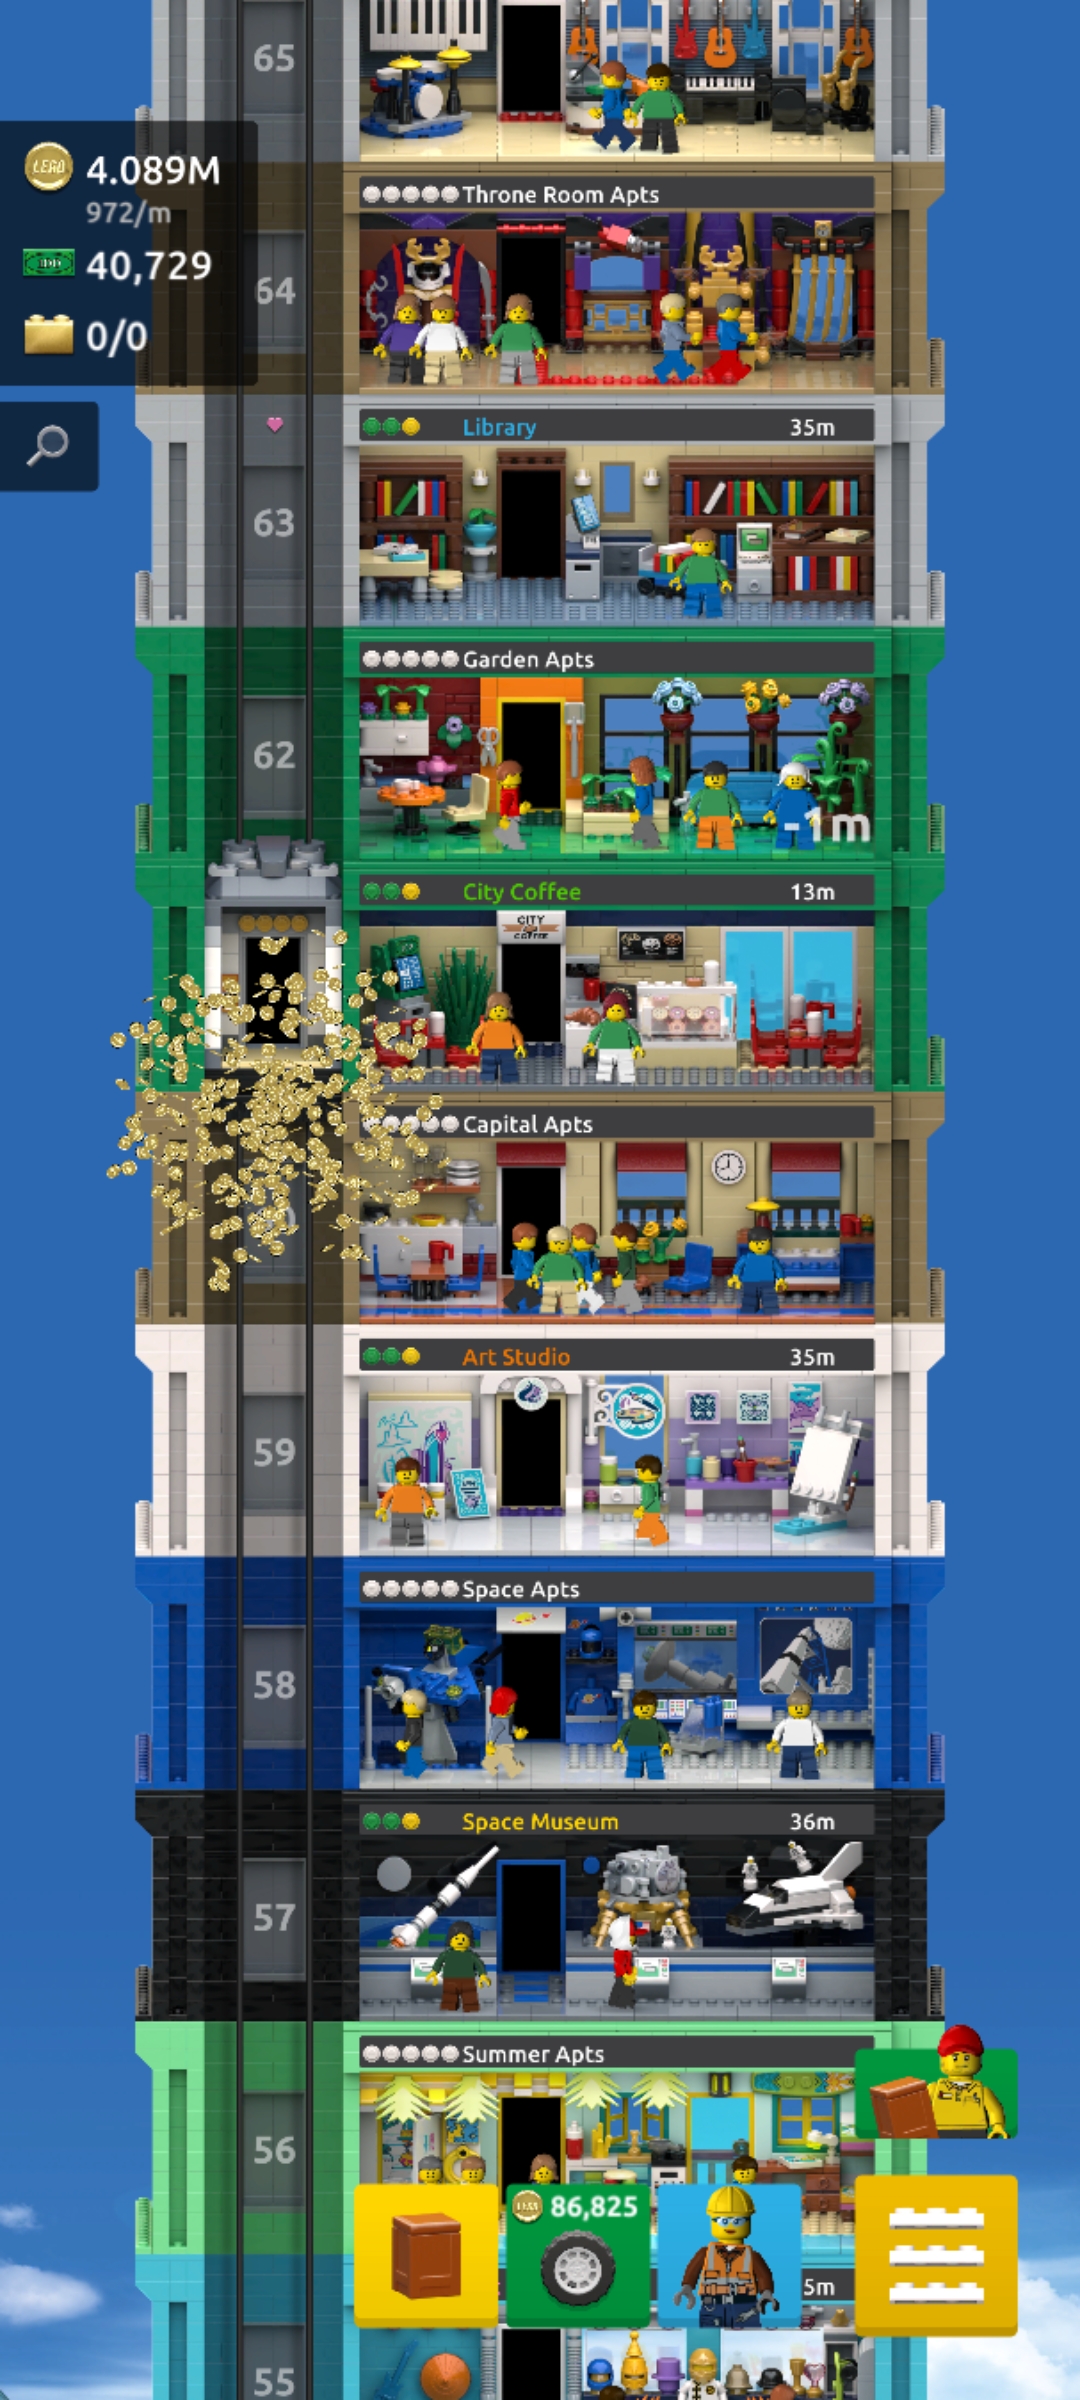 65
LEGO 4.089M
972/m
40,729
0/0
Throne Room Apts
64
Library 35m
63
Garden Apts
62
-1m
City Coffee 13m
CITY
COFFEE
Capital Apts
Art Studio 35m
59
Space Apts
58
Space Museum 36m
57
Summer Apts
56
86,825
5m
55